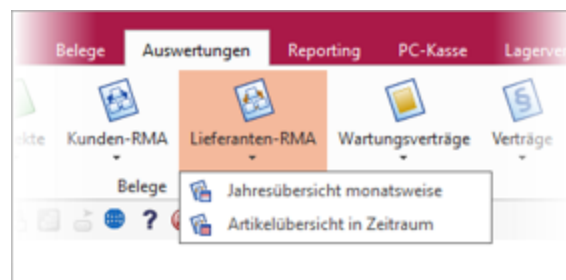 Belege Auswertungen Reporting PC-Kasse
Kunden-RMA Lieferanten-RMA Wartungsverträge Verträge
Belege
Jahresübersicht monatsweise
? Artikelübersicht in Zeitraum